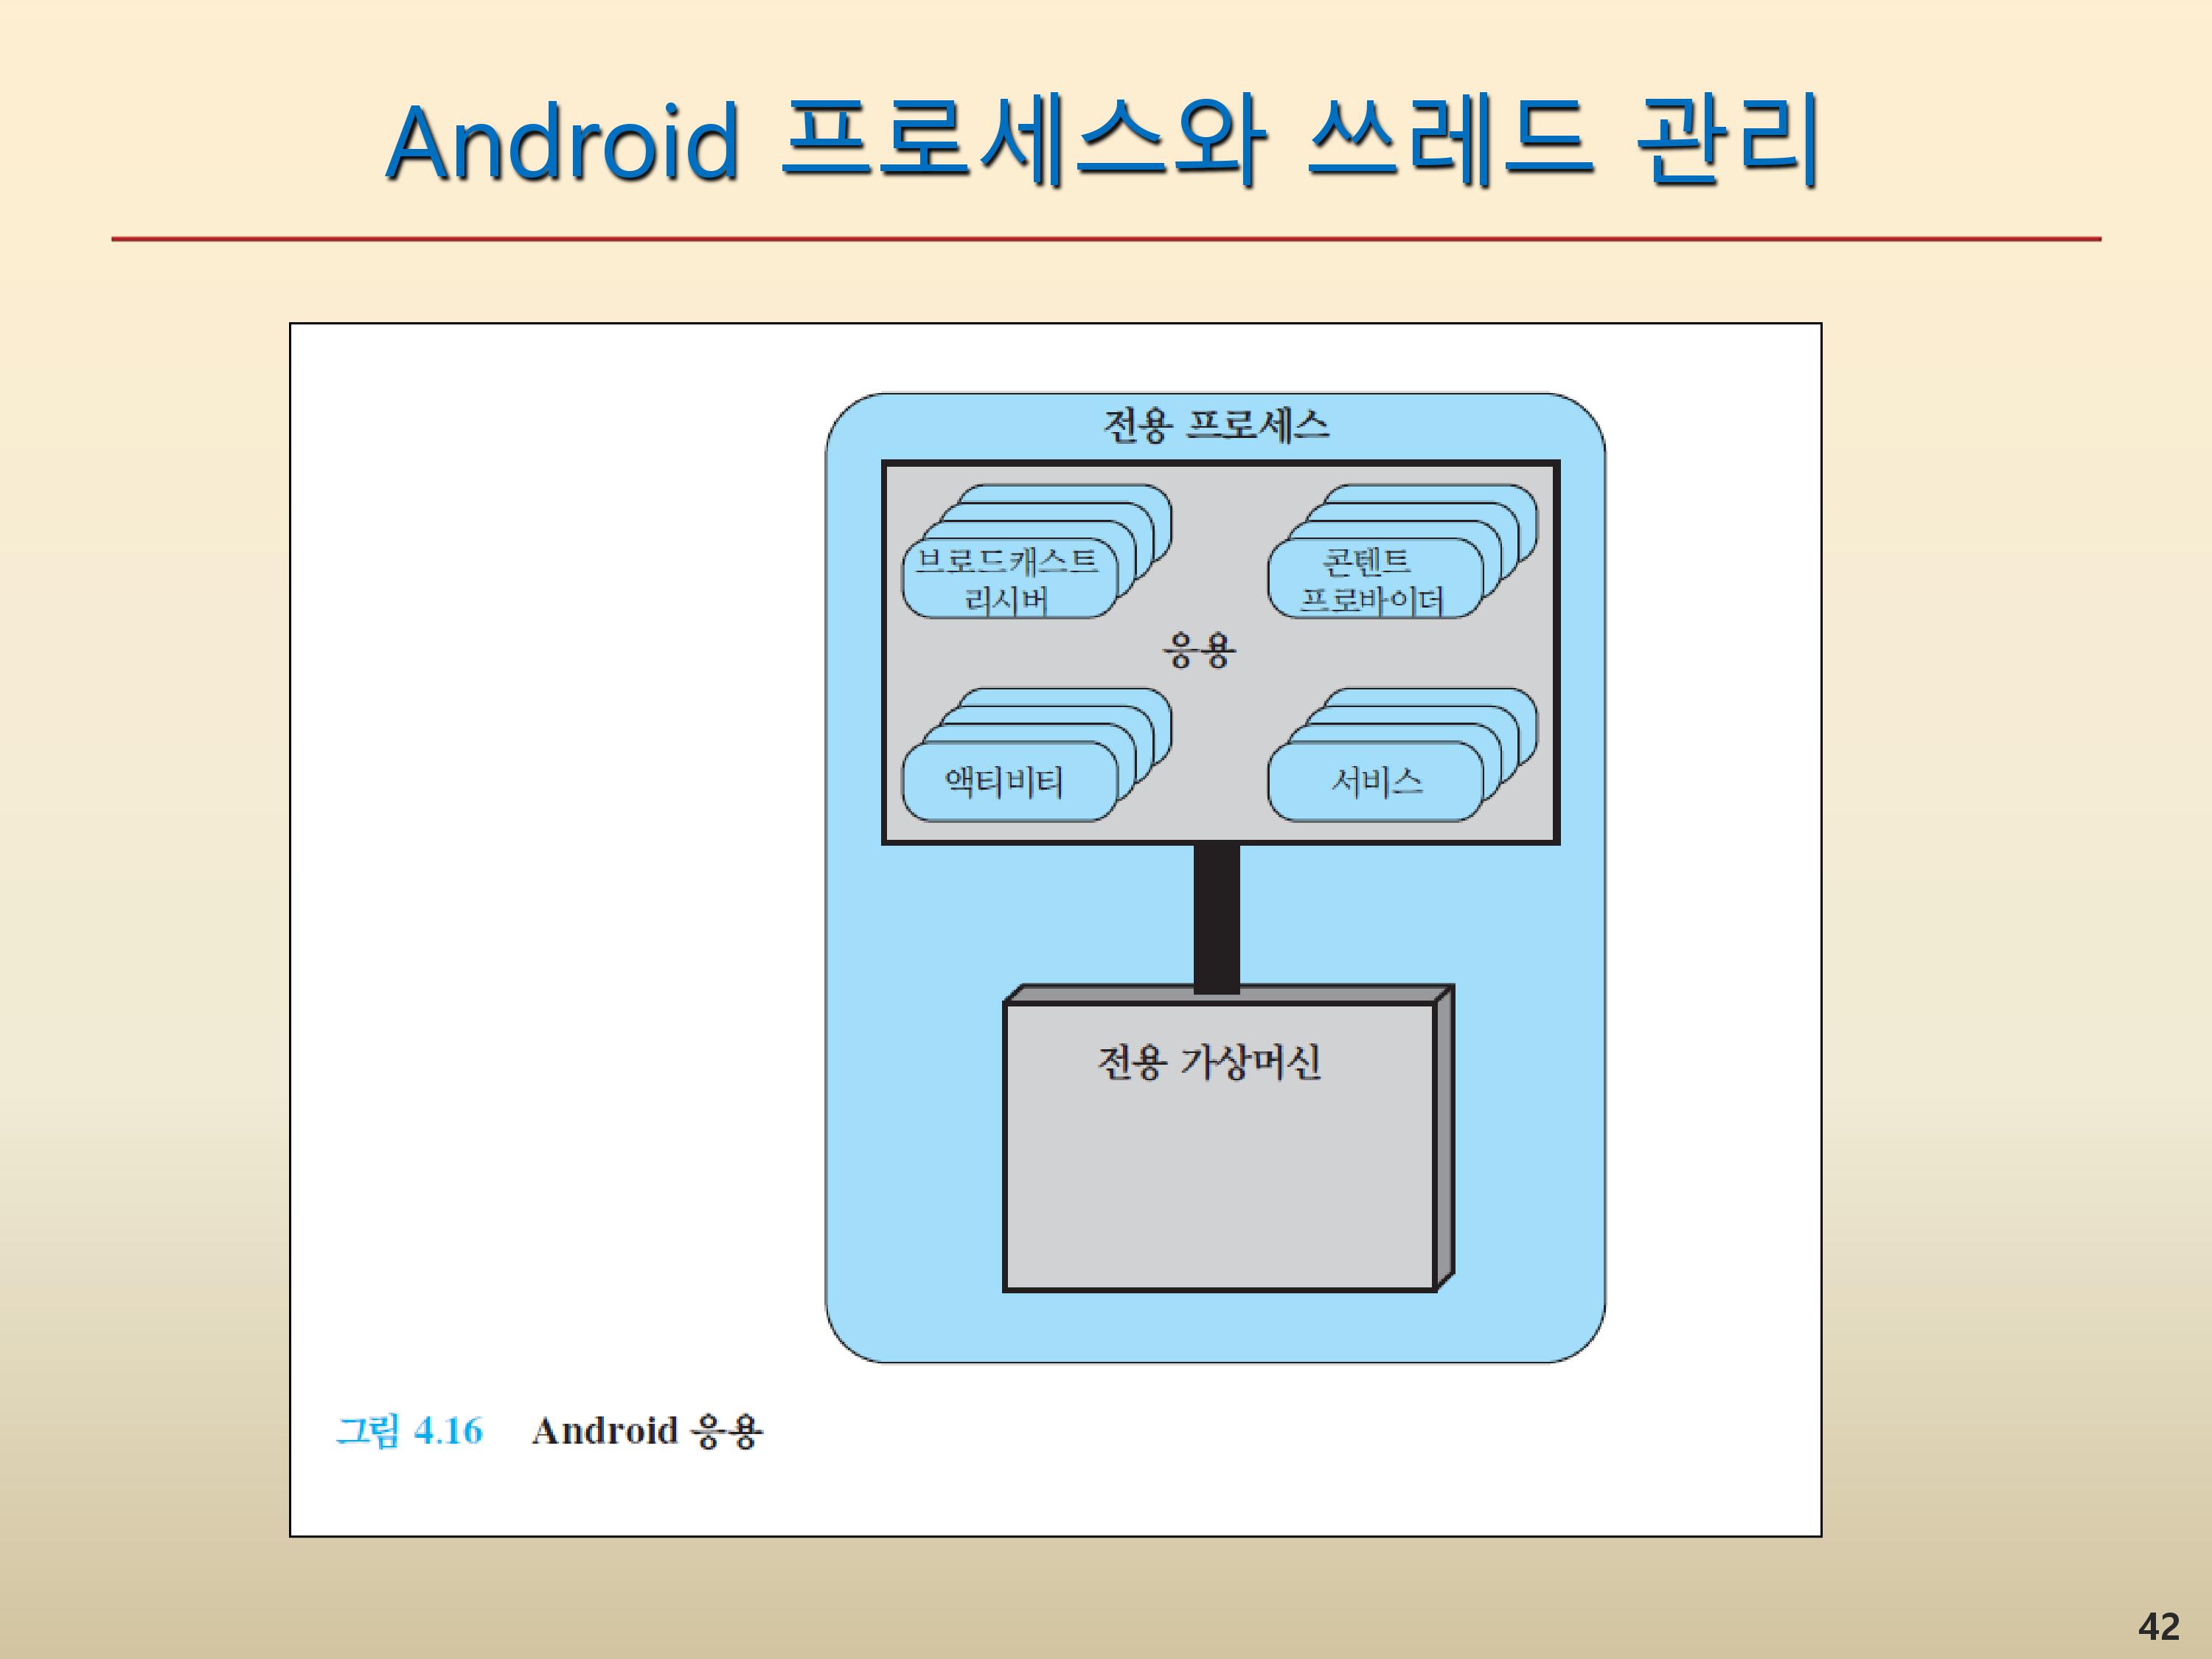 Android 프로세스와 쓰레드 관리
전용 프로세스
브로드캐스트
리시버
콘텐트
프로바이더
응용
액티비티
서비스
전용 가상머신
그림 4.16 Android 응용
42